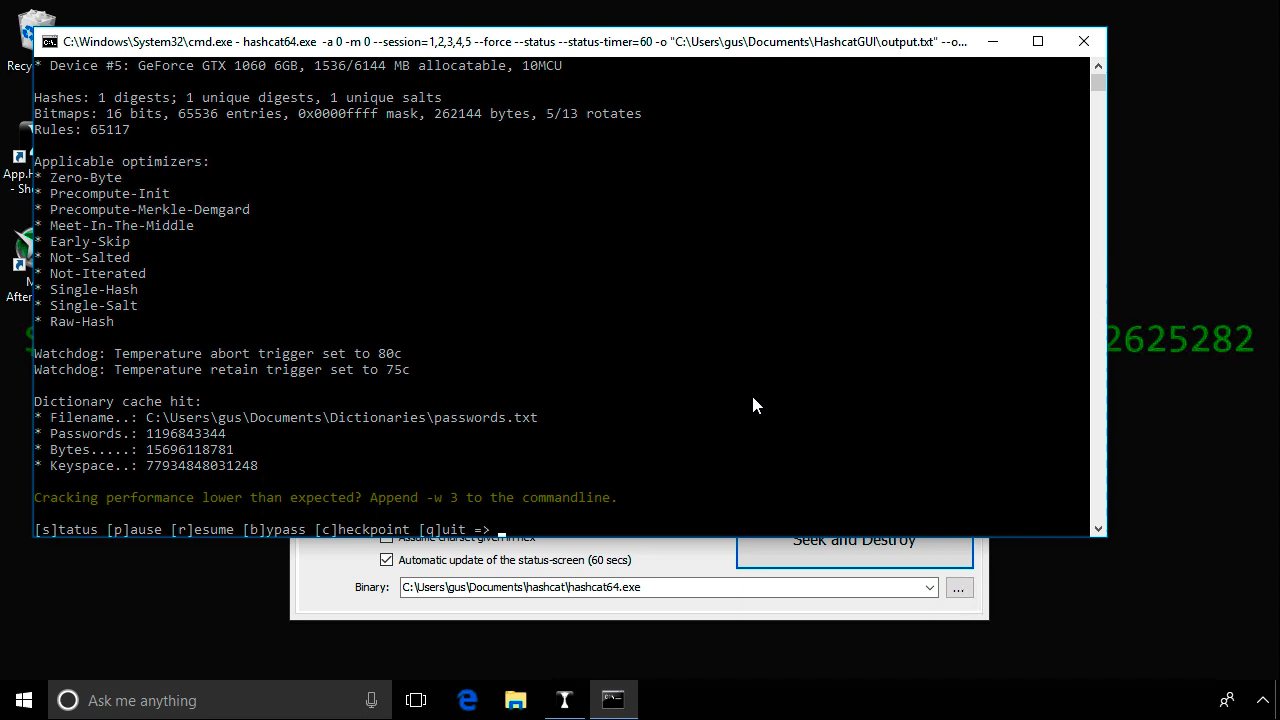 Recy
C:\Windows\System32\cmd.exe - hashcat64.exe -a 0 -m 0 --session=1,2,3,4,5 --force --status --status-timer=60 -o "C:\Users\gus\Documents\HashcatGUI\output.txt" --o...
* Device #5: GeForce GTX 1060 6GB, 1536/6144 MB allocatable, 10MCU
Hashes: 1 digests; 1 unique digests, 1 unique salts
Bitmaps: 16 bits, 65536 entries, 0x0000ffff mask, 262144 bytes, 5/13 rotates
Rules: 65117
Applicable optimizers:
* Zero-Byte
* Precompute-Init
* Precompute-Merkle-Demgard
* Meet-In-The-Middle
* Early-Skip
* Not-Salted
* Not-Iterated
* Single-Hash
* Single-Salt
* Raw-Hash
Watchdog: Temperature abort trigger set to 80c
Watchdog: Temperature retain trigger set to 75c
Dictionary cache hit:
* Filename..: C:\Users\gus\Documents\Dictionaries\passwords.txt
* Passwords.: 1196843344
* Bytes.....: 15696118781
* Keyspace..: 77934848031248
Cracking performance lower than expected? Append -w 3 to the commandline.
[s]tatus [p]ause [r]esume [b]ypass [c]heckpoint [q]uit =>
App.H
- Sho
After
2625282
Assume charset given in hex
Seek and Destroy
Automatic update of the status-screen (60 secs)
Binary:
C:\Users\gus\Documents\hashcat\hashcat64.exe
...
Ask me anything